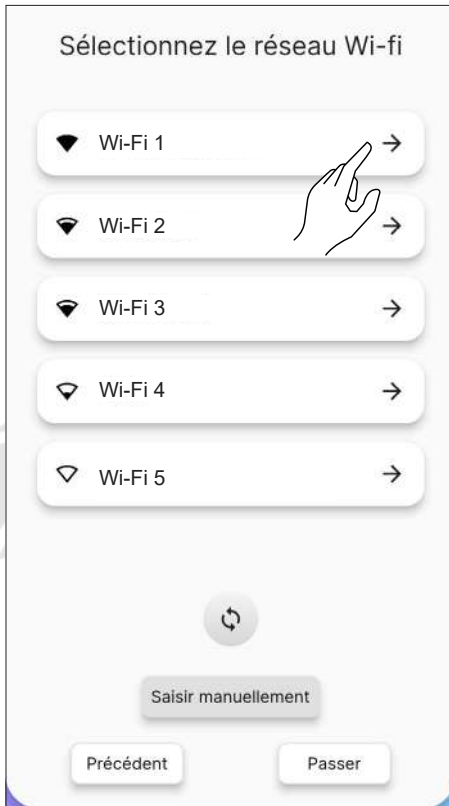 Sélectionnez le réseau Wi-fi
Wi-Fi 1
Wi-Fi 2
Wi-Fi 3
Wi-Fi 4
Wi-Fi 5
Saisir manuellement
Précédent
Passer